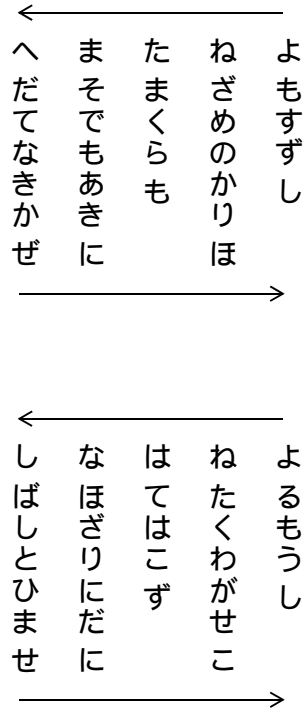 よもすずし
ねざめのかりほ
たまくらも
まそでもあきに
へだてなきかぜ
よるもうし
ねたくわがせこ
はてはこず
なほざりにだに
しばしとひませ